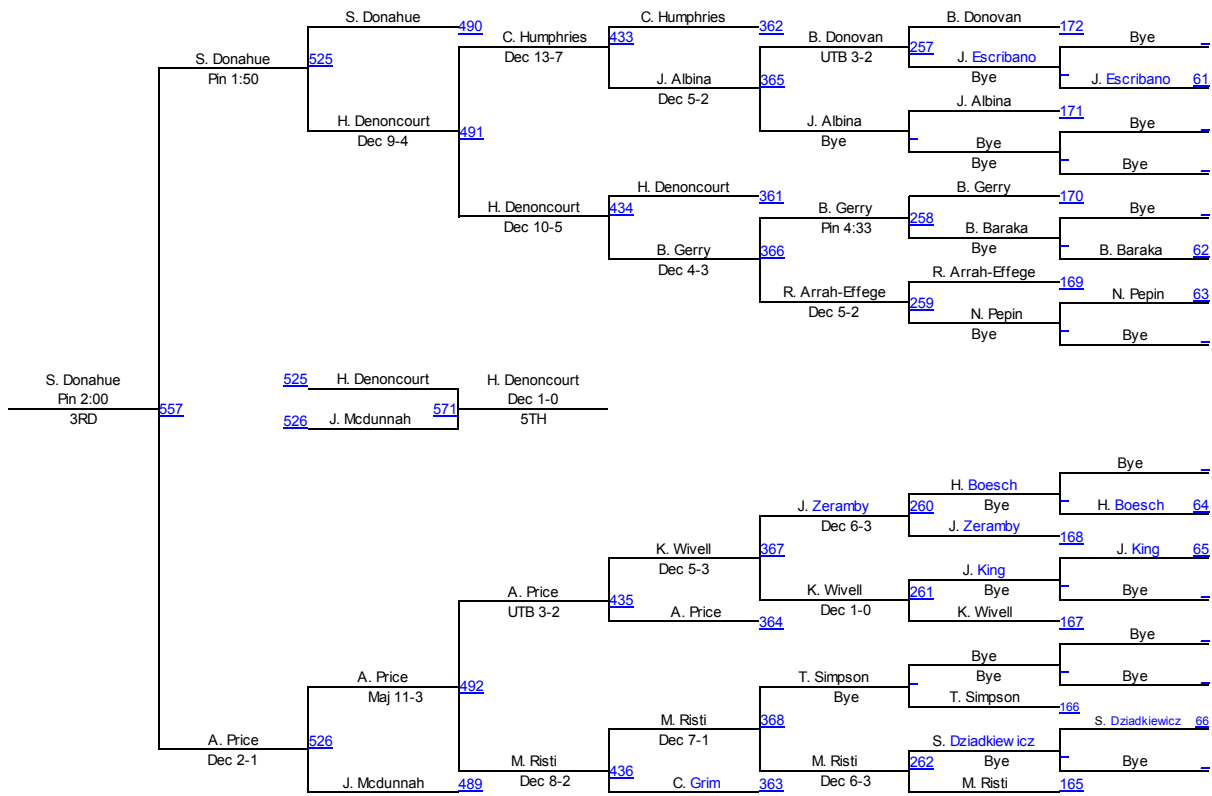 S. Donahue 490
C. Humphries 362
B. Donovan 172
C. Humphries 433
Dec 13-7
B. Donovan 257
UTB 3-2
Bye
S. Donahue 525
Pin 1:50
J. Escribano
Bye
J. Escribano 61
J. Albina 365
Dec 5-2
J. Albina 171
H. Denoncourt 491
Dec 9-4
J. Albina
Bye
Bye
Bye
Bye
Bye
H. Denoncourt 361
B. Gerry 170
H. Denoncourt 434
Dec 10-5
B. Gerry 258
Pin 4:33
Bye
B. Baraka
Bye
B. Baraka 62
B. Gerry 366
Dec 4-3
R. Arrah-Effege 169
R. Arrah-Effege 259
Dec 5-2
N. Pepin 63
N. Pepin
Bye
Bye
S. Donahue
Pin 2:00
3RD
557
525 H. Denoncourt
526 J. Mcdunnah
571
H. Denoncourt
Dec 1-0
5TH
Bye
H. Boesch
Bye
H. Boesch 64
J. Zeramby 260
Dec 6-3
J. Zeramby 168
K. Wivell 367
Dec 5-3
J. King 65
J. King
Bye
Bye
K. Wivell 261
Dec 1-0
A. Price 435
UTB 3-2
A. Price 364
K. Wivell 167
Bye
Bye
Bye
Bye
A. Price 492
Maj 11-3
T. Simpson
Bye
T. Simpson 166
M. Risti 368
Dec 7-1
S. Dziadkiewicz 66
A. Price 526
Dec 2-1
S. Dziadkiewicz
Bye
Bye
M. Risti 436
Dec 8-2
M. Risti 262
Dec 6-3
J. Mcdunnah 489
C. Grim 363
M. Risti 165